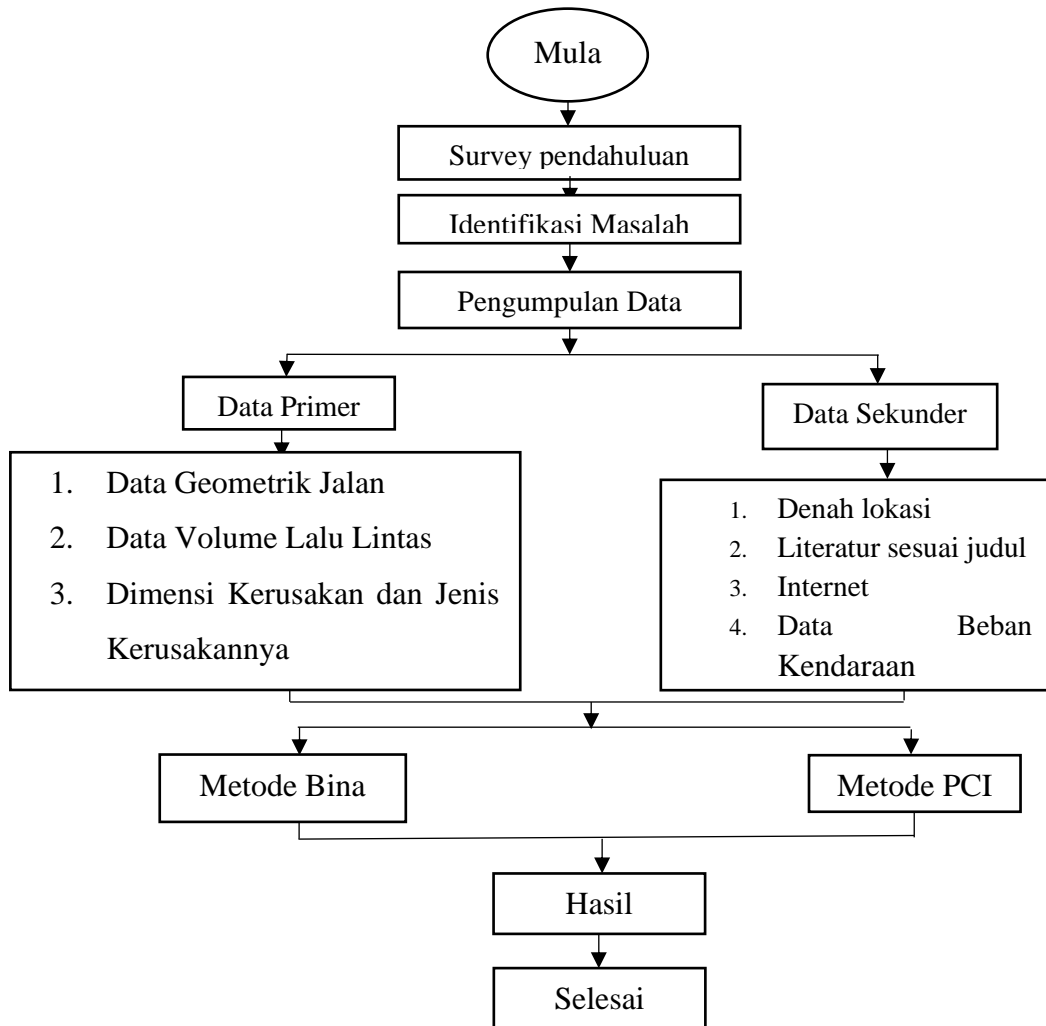 Mula
Survey pendahuluan
Identifikasi Masalah
Pengumpulan Data
Data Primer
Data Sekunder
1. Data Geometrik Jalan
2. Data Volume Lalu Lintas
3. Dimensi Kerusakan dan Jenis
Kerusakannya
1. Denah lokasi
2. Literatur sesuai judul
3. Internet
4. Data Beban
Kendaraan
Metode Bina
Metode PCI
Hasil
Selesai